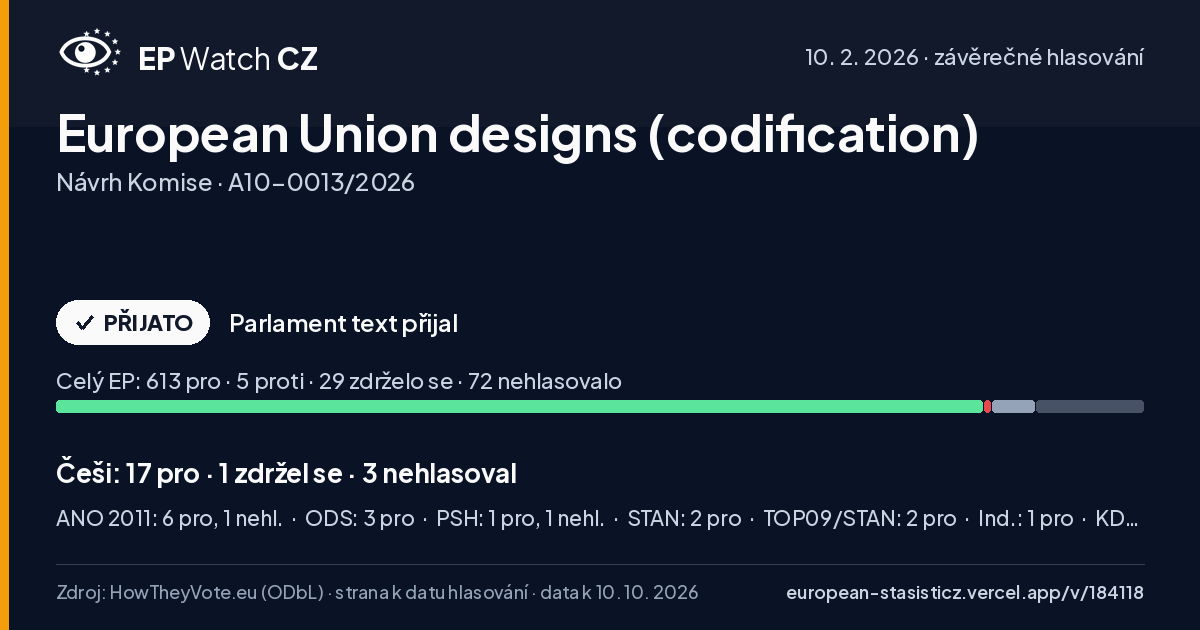 EP Watch CZ
10. 2. 2026 · závěrečné hlasování
European Union designs (codification)
Návrh Komise · A10-0013/2026
✓ PŘIJATO
Parlament text přijal
Celý EP: 613 pro · 5 proti · 29 zdrželo se · 72 nehlasovalo
Češi: 17 pro · 1 zdržel se · 3 nehlasoval
ANO 2011: 6 pro, 1 nehl. · ODS: 3 pro · PSH: 1 pro, 1 nehl. · STAN: 2 pro · TOP09/STAN: 2 pro · Ind.: 1 pro · KD…
Zdroj: HowTheyVote.eu (ODbL) · strana k datu hlasování · data k 10. 10. 2026
european-stasisticz.vercel.app/v/184118